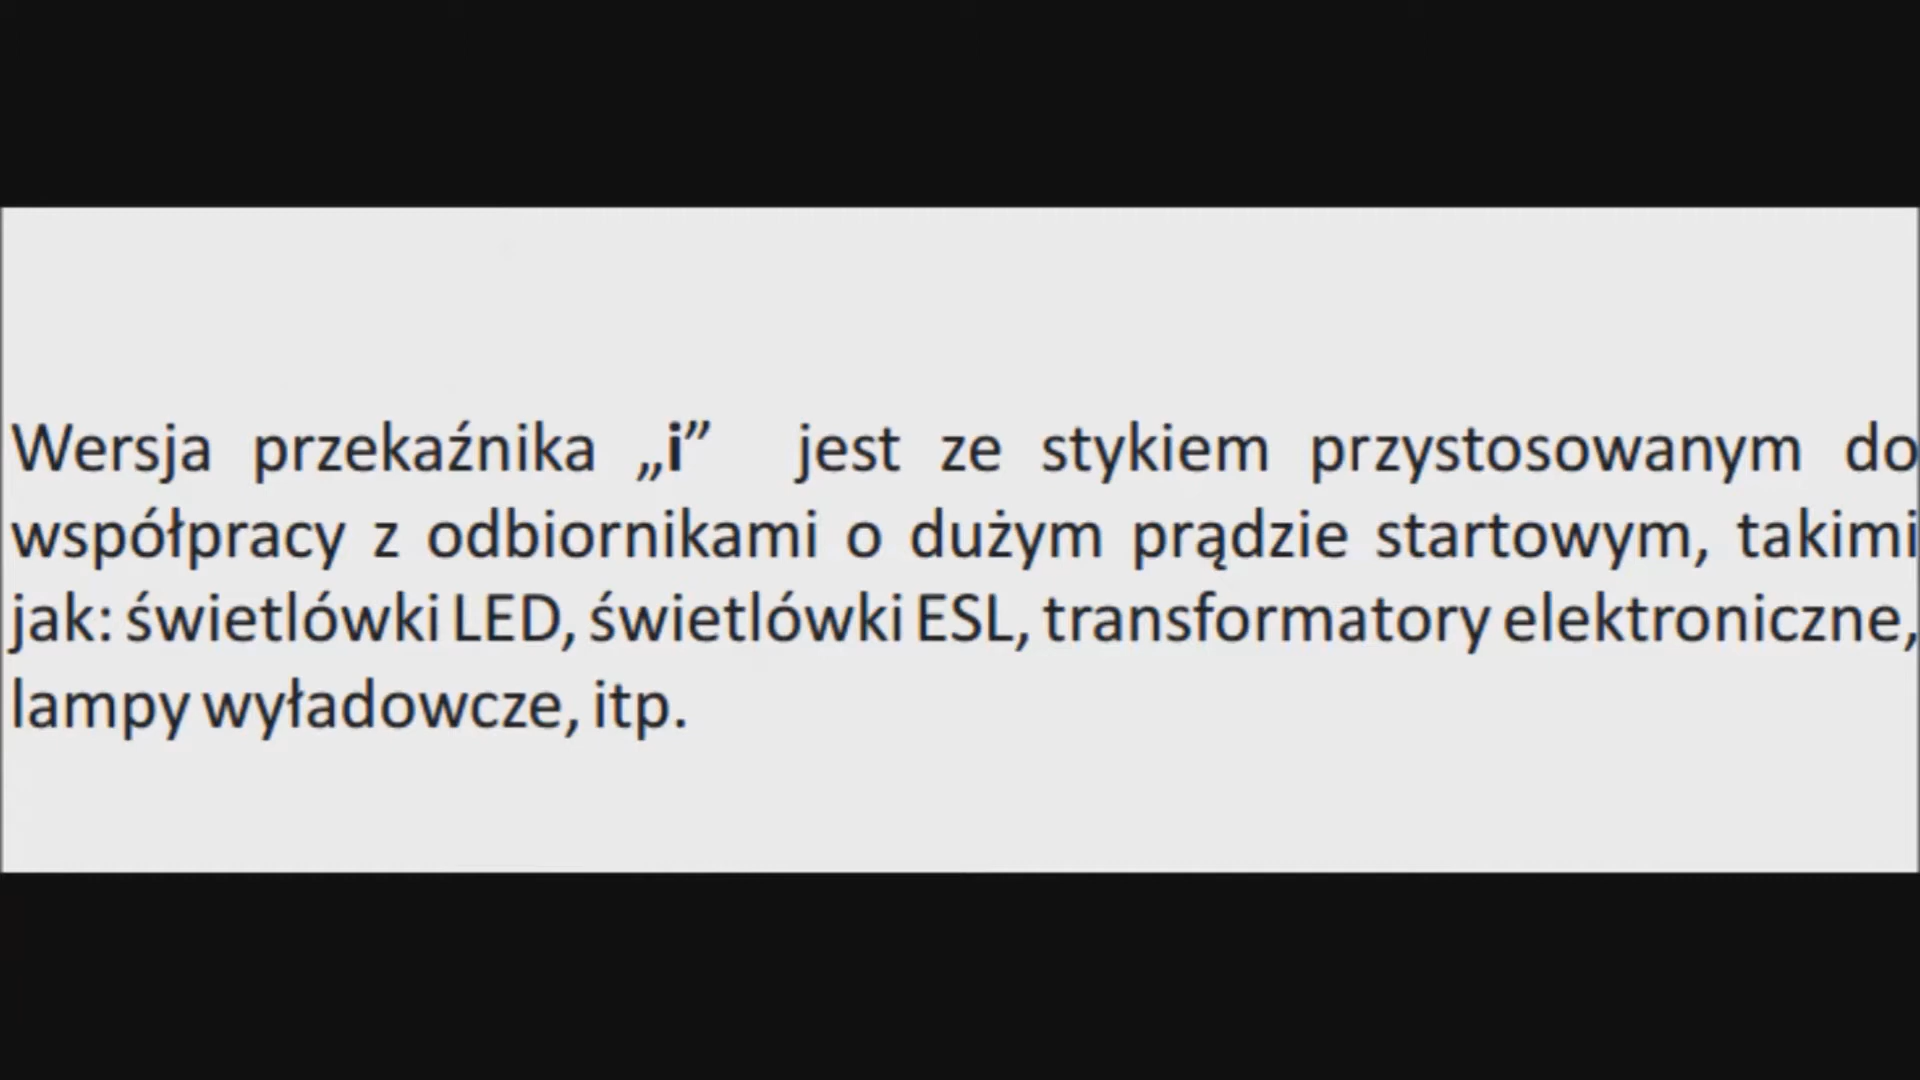 Wersja przekaźnika „i” jest ze stykiem przystosowanym do
współpracy z odbiornikami o dużym prądzie startowym, takimi
jak: świetlówki LED, świetlówki ESL, transformatory elektroniczne,
lampy wyładowcze, itp.